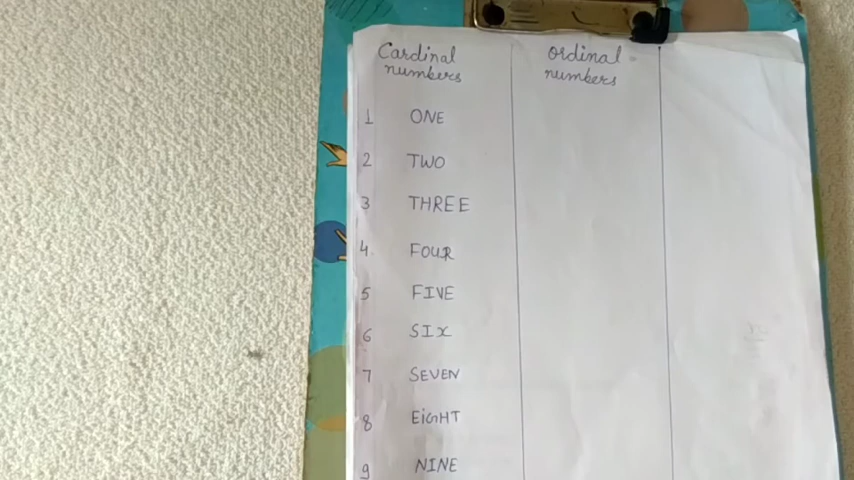 Cardinal numbers
ordinal numbers
1 ONE
2 TWO
3 THREE
4. FOUR
5 FIVE
6 SIX
7 SEVEN
8 EiGHT
9 NINE